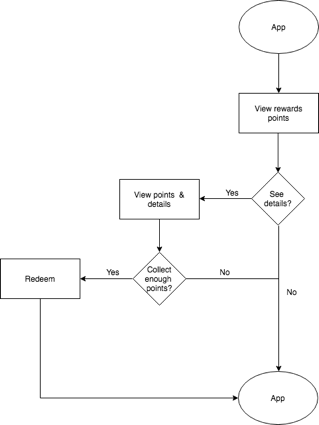 App
View rewards
points
See
details?
Yes
View points  &
details
Collect
enough
points?
Yes
No
Redeem
No
App